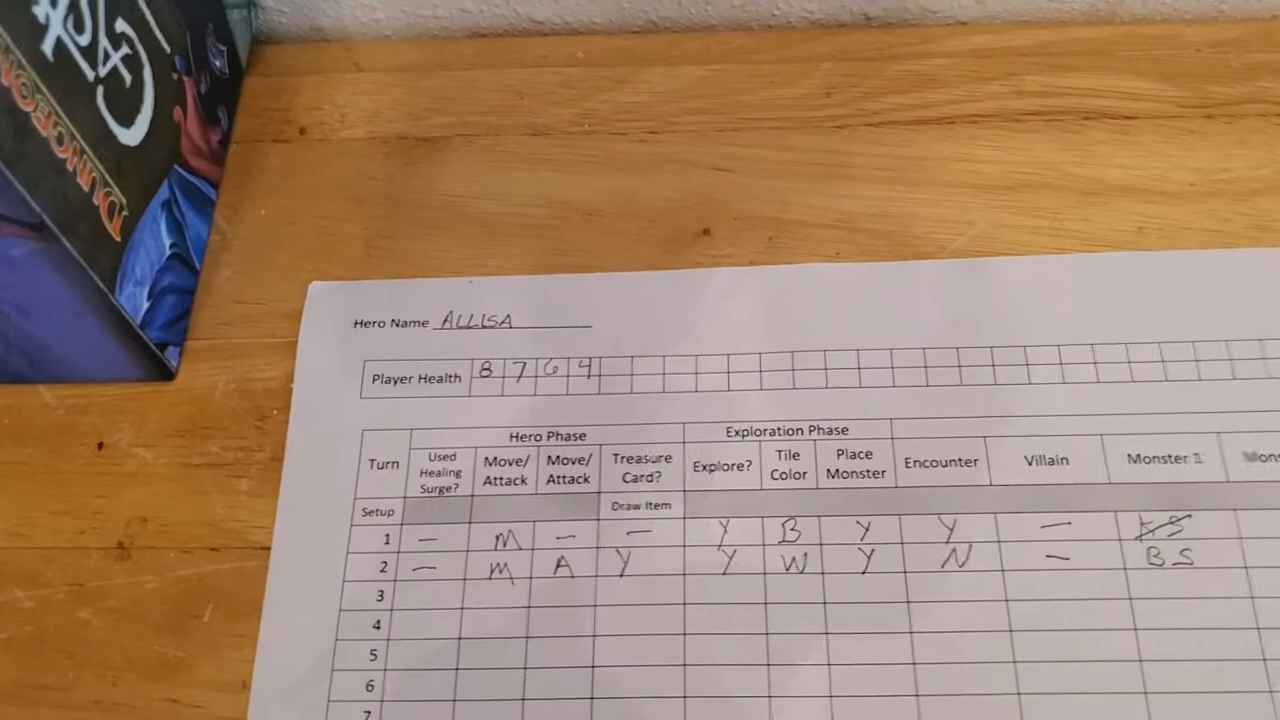 DUNGEON
Hero Name ALLISA
Player Health 8 7 6 4
Hero Phase Exploration Phase
Turn Used Healing Surge? Move/ Attack Move/ Attack Treasure Card? Explore? Tile Color Place Monster Encounter Villain Monster 1 Mons
Setup Draw Item
1 — M — — Y B Y Y —
2 — M A Y Y W Y N — BS
3
4
5
6
7